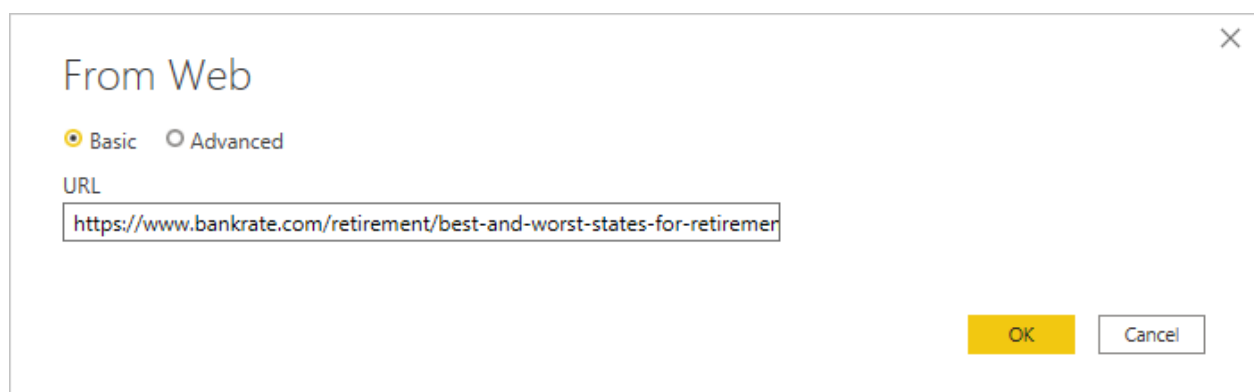 From Web
Basic Advanced
URL
https://www.bankrate.com/retirement/best-and-worst-states-for-retiremer
OK Cancel